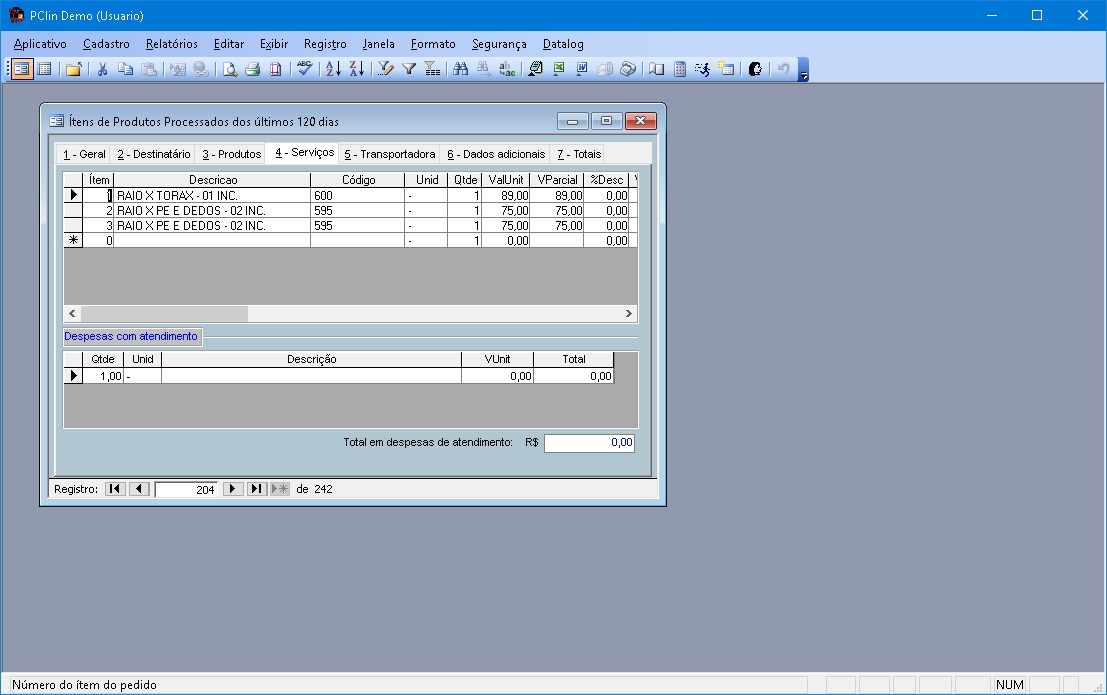 PClin Demo (Usuario)
Aplicativo Cadastro Relatórios Editar Exibir Registro Janela Formato Segurança Datalog
Ítens de Produtos Processados dos últimos 120 dias
1 - Geral 2 - Destinatário 3 - Produtos 4 - Serviços 5 - Transportadora 6 - Dados adicionais 7 - Totais
Ítem Descricao Código Unid Qtde ValUnit VParcial %Desc
1 RAIO X TORAX - 01 INC. 600 - 1 89,00 89,00 0,00
2 RAIO X PE E DEDOS - 02 INC. 595 - 1 75,00 75,00 0,00
3 RAIO X PE E DEDOS - 02 INC. 595 - 1 75,00 75,00 0,00
0 - 1 0,00 0,00
Despesas com atendimento
Qtde Unid Descrição VUnit Total
1,00 - 0,00 0,00
Total em despesas de atendimento: R$ 0,00
Registro: 204 de 242
Número do ítem do pedido NUM